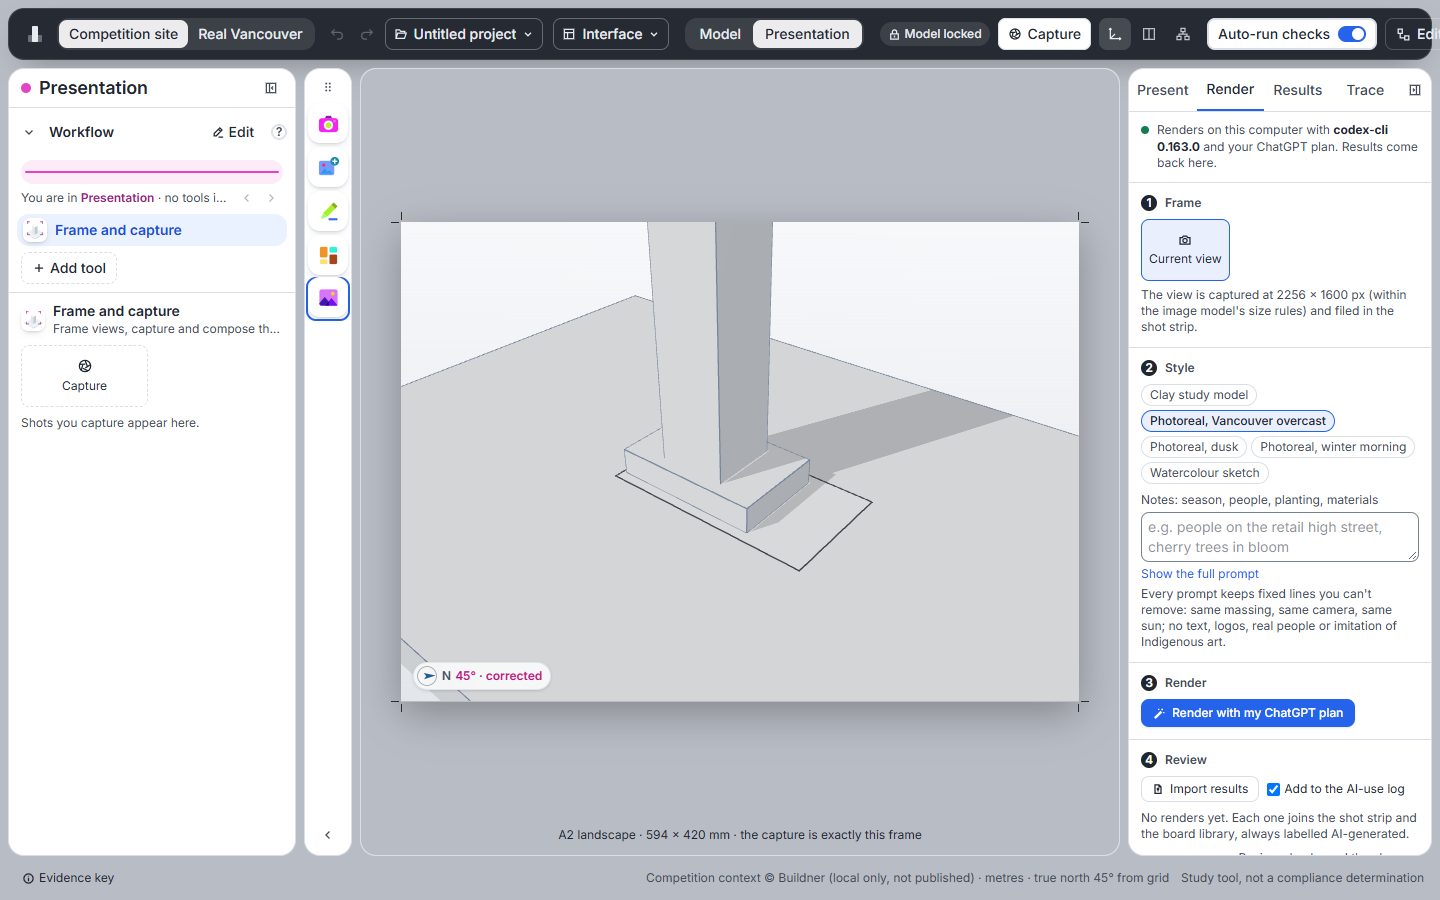 Competition site
Real Vancouver
Untitled project
Interface
Model
Presentation
Model locked
Capture
Auto-run checks
Presentation
Workflow
Edit
?
You are in Presentation · no tools i...
Frame and capture
+ Add tool
Frame and capture
Frame views, capture and compose th...
Capture
Shots you capture appear here.
N 45° · corrected
A2 landscape · 594 × 420 mm · the capture is exactly this frame
Present
Render
Results
Trace
Renders on this computer with codex-cli
0.163.0 and your ChatGPT plan. Results come
back here.
1 Frame
Current view
The view is captured at 2256 × 1600 px (within
the image model's size rules) and filed in the
shot strip.
2 Style
Clay study model
Photoreal, Vancouver overcast
Photoreal, dusk
Photoreal, winter morning
Watercolour sketch
Notes: season, people, planting, materials
e.g. people on the retail high street,
cherry trees in bloom
Show the full prompt
Every prompt keeps fixed lines you can't
remove: same massing, same camera, same
sun; no text, logos, real people or imitation of
Indigenous art.
3 Render
Render with my ChatGPT plan
4 Review
Import results
Add to the AI-use log
No renders yet. Each one joins the shot strip and
the board library, always labelled AI-generated.
Evidence key
Competition context © Buildner (local only, not published) · metres · true north 45° from grid
Study tool, not a compliance determination